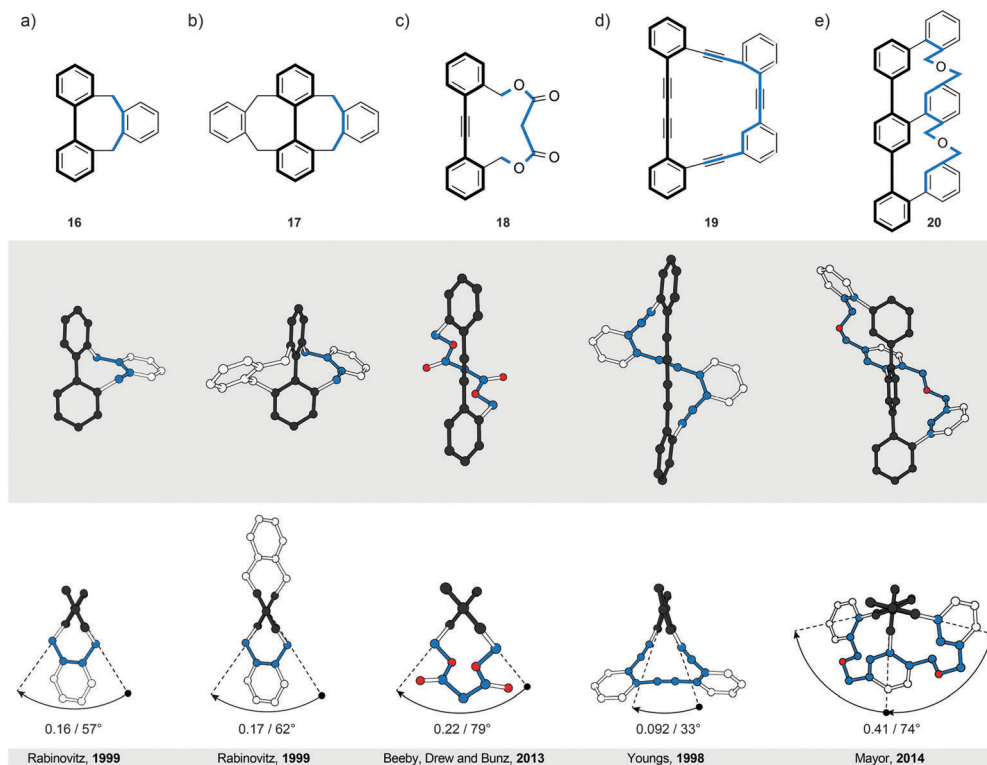 a) b) c) d) e)
O O
O O
O
O
16 17 18 19 20
0.16 / 57° 0.17 / 62° 0.22 / 79° 0.092 / 33° 0.41 / 74°
Rabinovitz, 1999 Rabinovitz, 1999 Beeby, Drew and Bunz, 2013 Youngs, 1998 Mayor, 2014